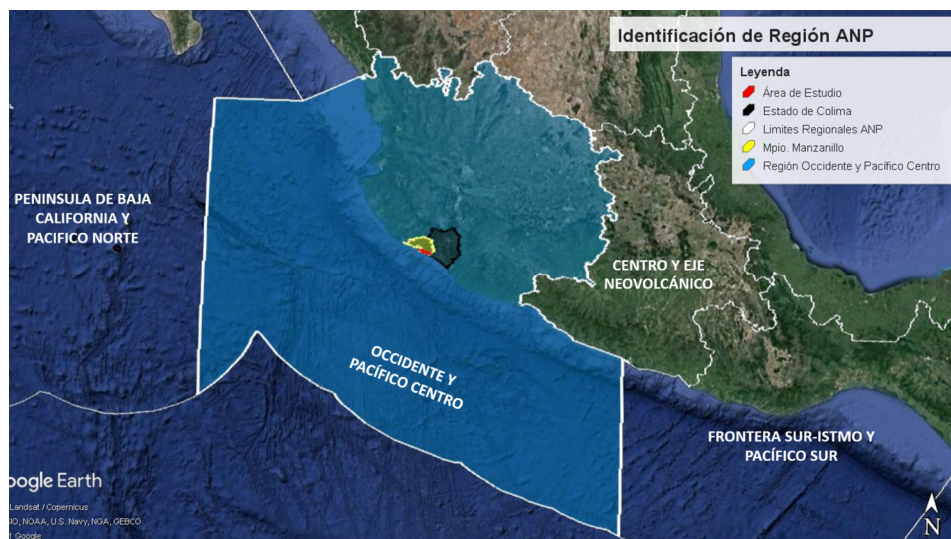 Identificación de Región ANP
Leyenda
Área de Estudio
Estado de Colima
Limites Regionales ANP
Mpio. Manzanillo
Región Occidente y Pacífico Centro
PENINSULA DE BAJA
CALIFORNIA Y
PACIFICO NORTE
CENTRO Y EJE
NEOVOLCÁNICO
OCCIDENTE Y
PACÍFICO CENTRO
FRONTERA SUR-ISTMO Y
PACÍFICO SUR
oogle Earth
Landsat / Copernicus
IO, NOAA, U.S. Navy, NGA, GEBCO
Google
N